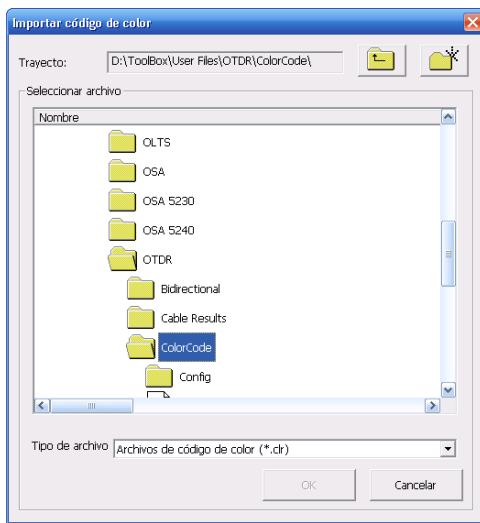 Importar código de color
Trayecto: D:\ToolBox\User Files\OTDR\ColorCode\
Seleccionar archivo
Nombre
OLTS
OSA
OSA 5230
OSA 5240
OTDR
Bidirectional
Cable Results
ColorCode
Config
Tipo de archivo Archivos de código de color (*.clr)
OK Cancelar